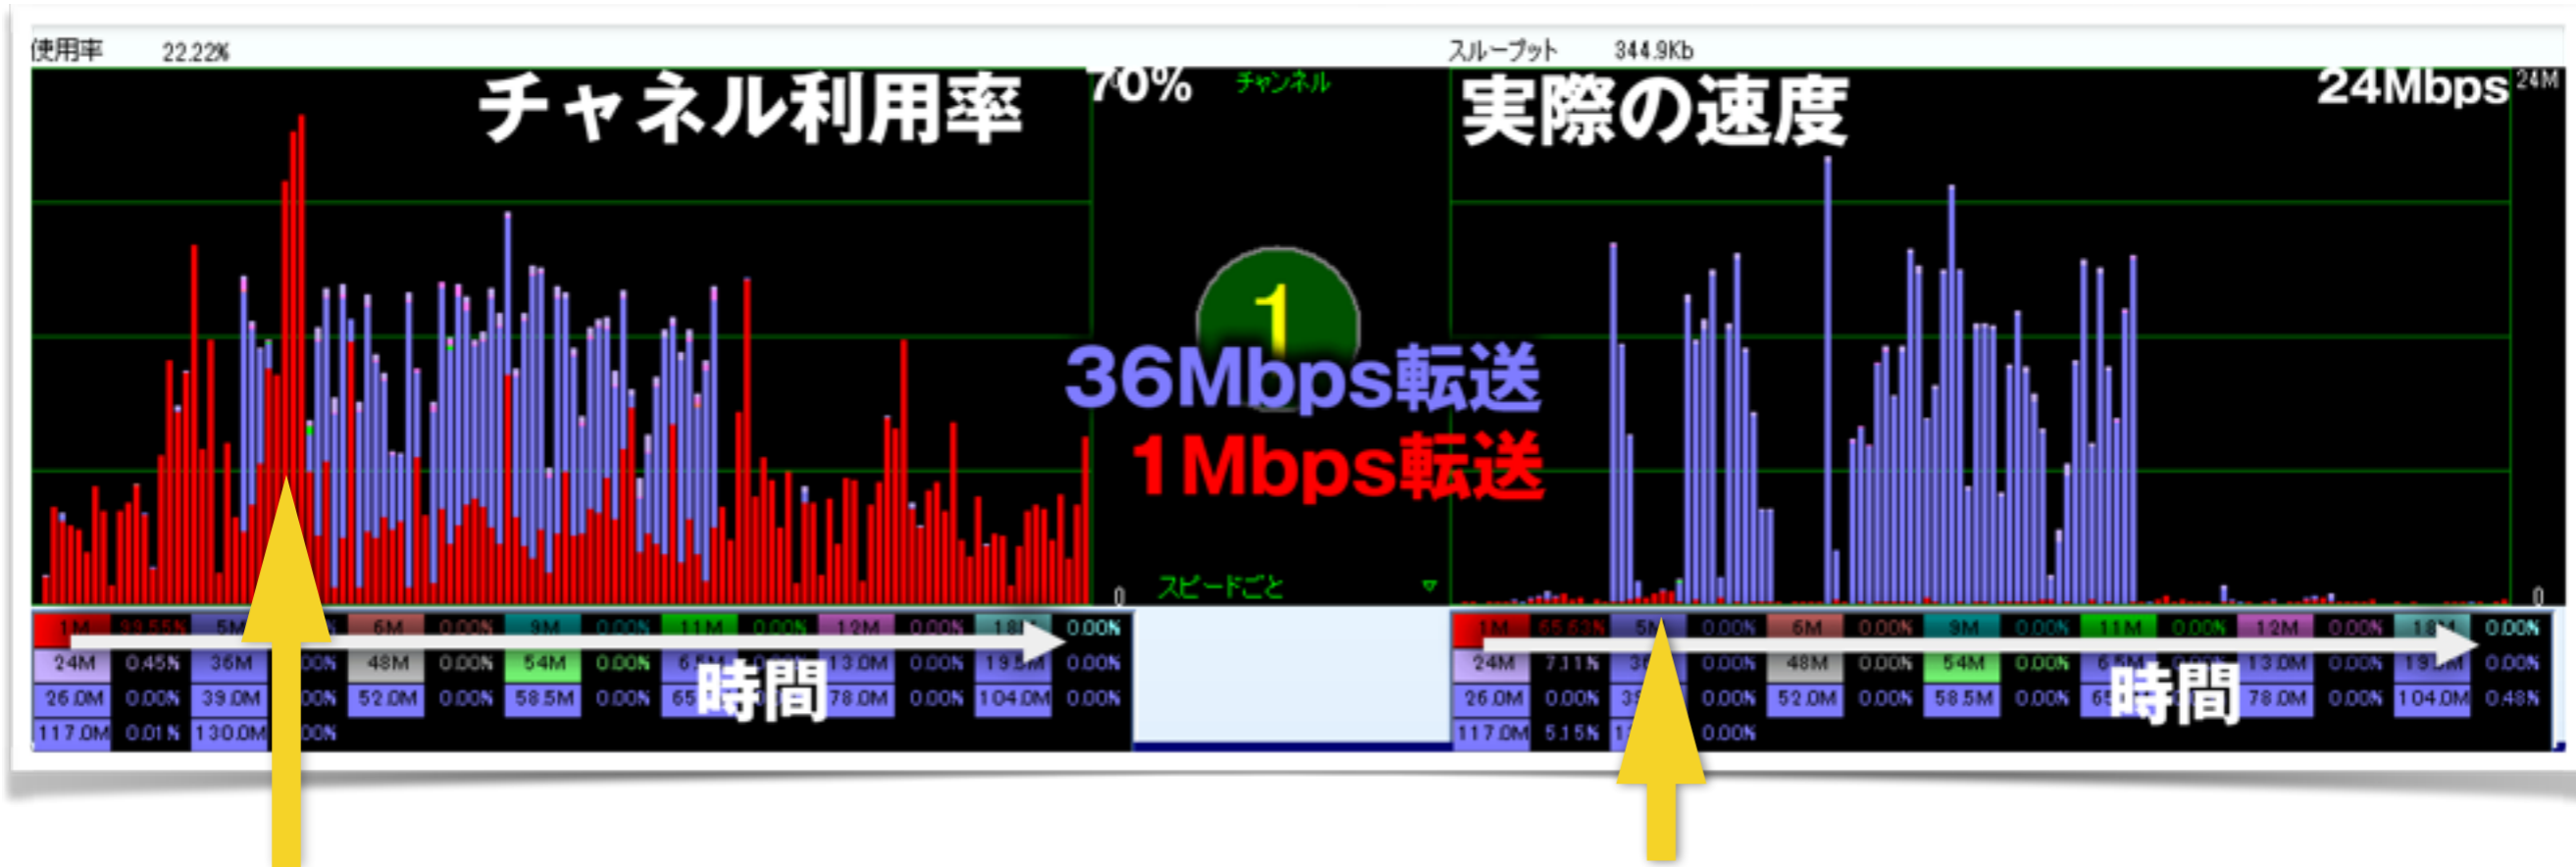 使用率 22.22%
スループット 344.9Kb
チャネル利用率
70%
チャンネル
実際の速度
24Mbps
24M
1
36Mbps転送
1Mbps転送
スピードごと
0
0
1M 99.55% 6M 0.00% 9M 0.00% 11M 0.00% 12M 0.00% 0.00%
24M 0.45% 36M 48M 0.00% 54M 0.00% 13.0M 0.00% 0.00%
26.0M 0.00% 39.0M 52.0M 0.00% 58.5M 0.00% 78.0M 0.00% 104.0M 0.00%
117.0M 0.01% 130.0M
時間
1M 65.63% 0.00% 6M 0.00% 9M 0.00% 11M 0.00% 12M 0.00% 0.00%
24M 7.11% 0.00% 48M 0.00% 54M 0.00% 13.0M 0.00% 0.00%
26.0M 0.00% 0.00% 52.0M 0.00% 58.5M 0.00% 78.0M 0.00% 104.0M 0.48%
117.0M 5.15% 0.00%
時間